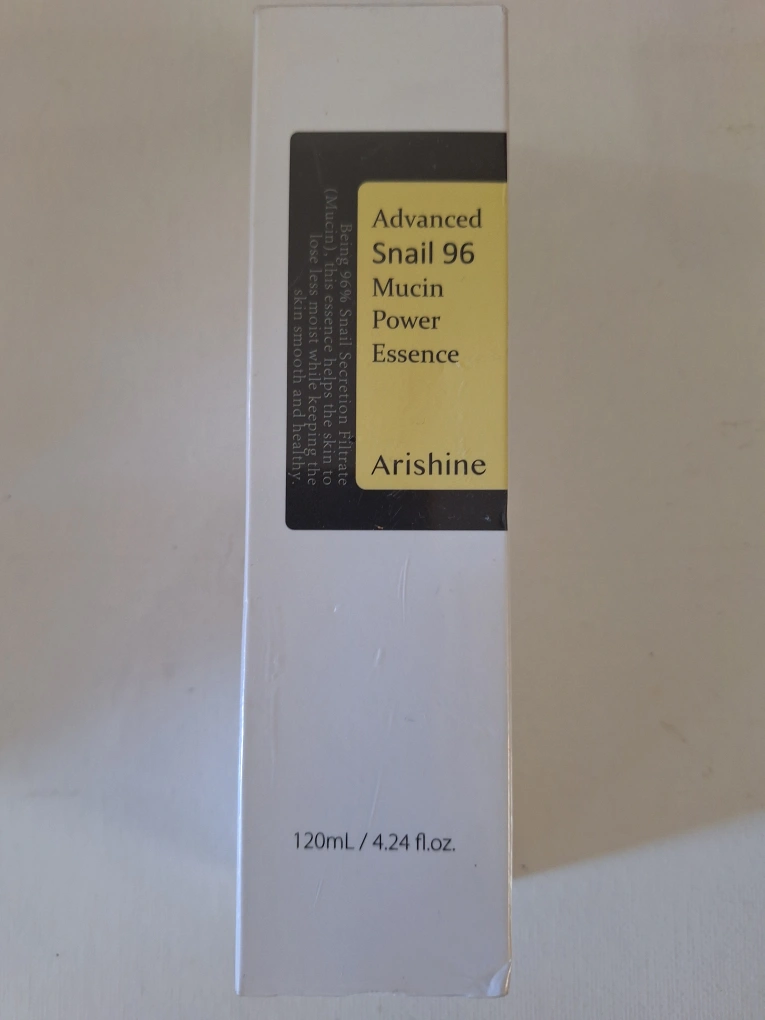 Advanced
Snail 96
Mucin
Power
Essence
Arishine
Being 96% Snail Secretion Filtrate
(Mucin), this essence helps the skin to
lose less moist while keeping the
skin smooth and healthy.
120mL / 4.24 fl.oz.